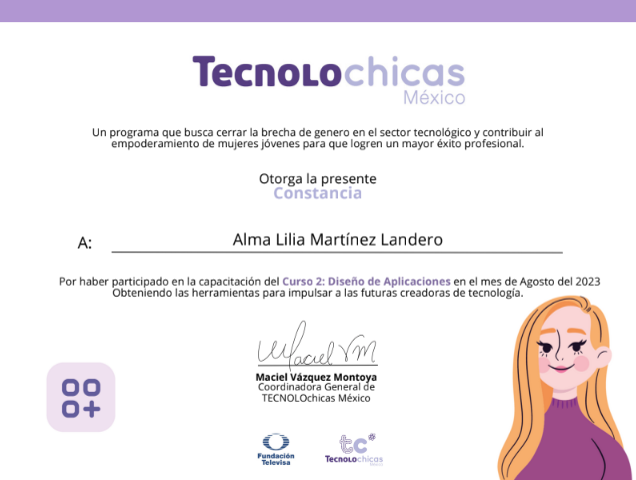 TECNOLOchicas
México
Un programa que busca cerrar la brecha de genero en el sector tecnológico y contribuir al
empoderamiento de mujeres jóvenes para que logren un mayor éxito profesional.
Otorga la presente
Constancia
A: Alma Lilia Martínez Landero
Por haber participado en la capacitación del Curso 2: Diseño de Aplicaciones en el mes de Agosto del 2023
Obteniendo las herramientas para impulsar a las futuras creadoras de tecnología.
Maciel VM
Maciel Vázquez Montoya
Coordinadora General de
TECNOLOchicas México
Fundación
Televisa
tc
TECNOLOchicas
México